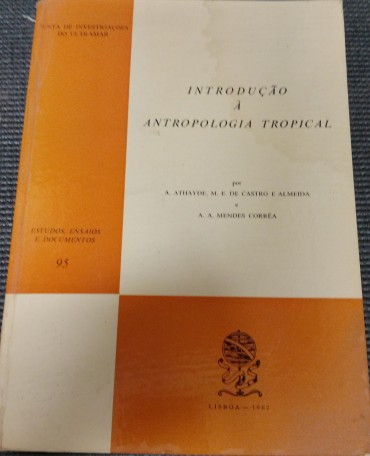 JUNTA DE INVESTIGAÇÕES
DO ULTRAMAR
INTRODUÇÃO
À
ANTROPOLOGIA TROPICAL
por
A. ATHAYDE, M. E. DE CASTRO E ALMEIDA
e
A. A. MENDES CORRÊA
ESTUDOS, ENSAIOS
E DOCUMENTOS
95
LISBOA —